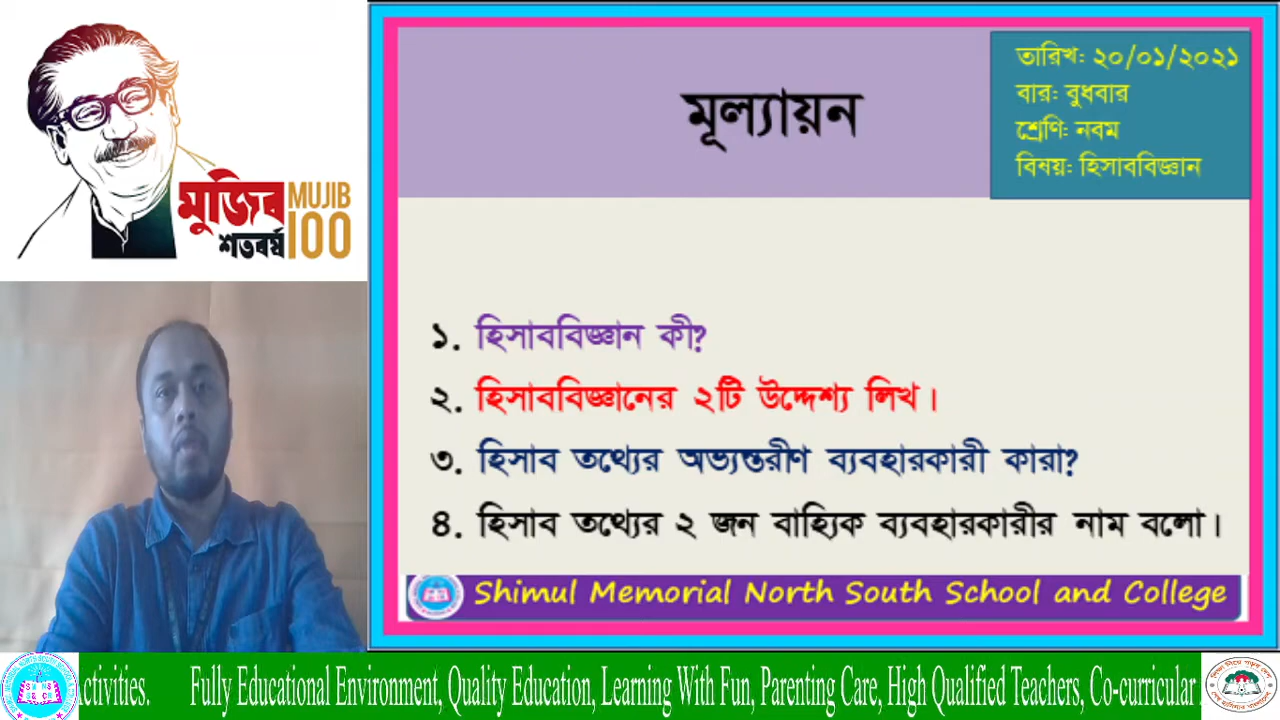 মুজিব
শতবর্ষ
MUJIB
100
মূল্যায়ন
তারিখ: ২০/০১/২০২১
বার: বুধবার
শ্রেণি: নবম
বিষয়: হিসাববিজ্ঞান
১. হিসাববিজ্ঞান কী?
২. হিসাববিজ্ঞানের ২টি উদ্দেশ্য লিখ।
৩. হিসাব তথ্যের অভ্যন্তরীণ ব্যবহারকারী কারা?
৪. হিসাব তথ্যের ২ জন বাহ্যিক ব্যবহারকারীর নাম বলো।
Shimul Memorial North South School and College
ctivities. Fully Educational Environment, Quality Education, Learning With Fun, Parenting Care, High Qualified Teachers, Co-curricular